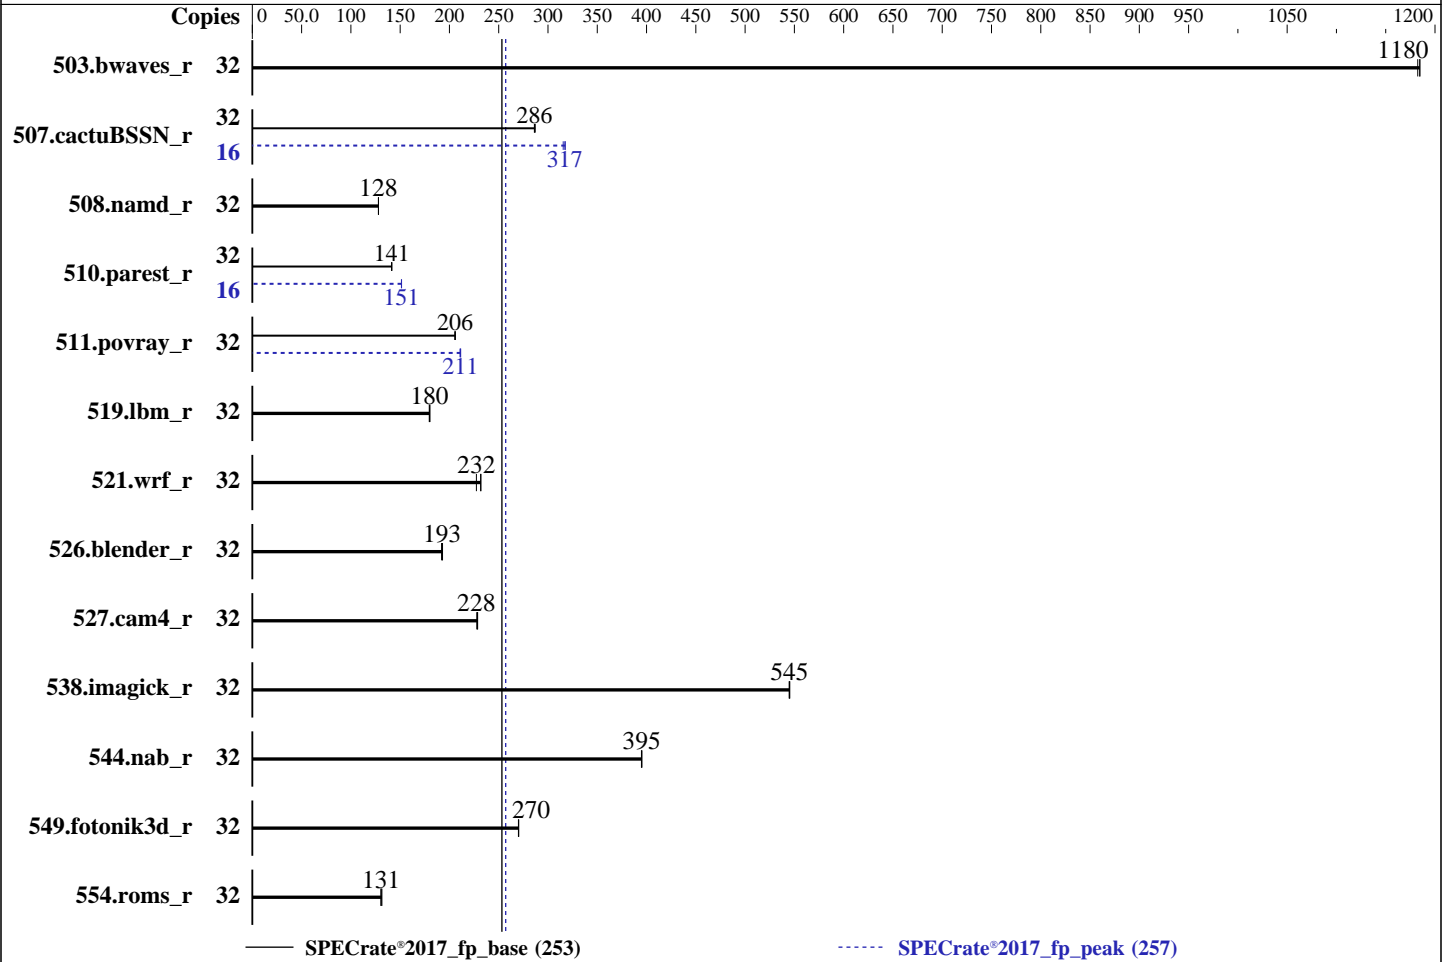 Copies 0 50.0 100 150 200 250 300 350 400 450 500 550 600 650 700 750 800 850 900 950 1050 1200
503.bwaves_r 32 1180
507.cactuBSSN_r 32 286
16 317
508.namd_r 32 128
510.parest_r 32 141
16 151
511.povray_r 32 206
211
519.lbm_r 32 180
521.wrf_r 32 232
526.blender_r 32 193
527.cam4_r 32 228
538.imagick_r 32 545
544.nab_r 32 395
549.fotonik3d_r 32 270
554.roms_r 32 131
SPECrate®2017_fp_base (253) SPECrate®2017_fp_peak (257)